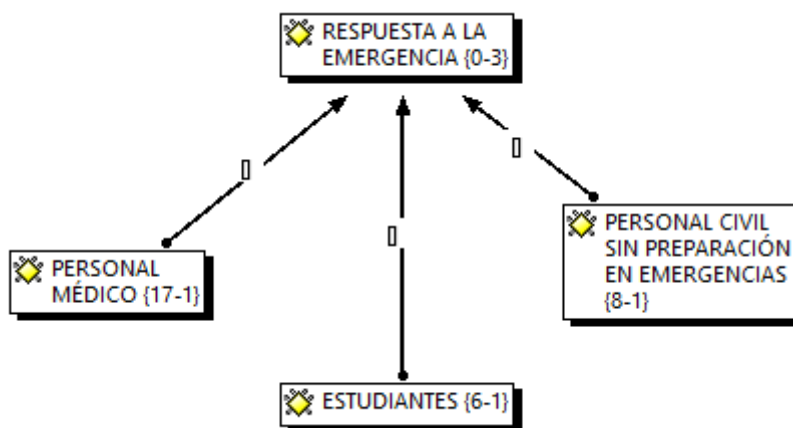 RESPUESTA A LA
EMERGENCIA {0-3}
PERSONAL
MÉDICO {17-1}
PERSONAL CIVIL
SIN PREPARACIÓN
EN EMERGENCIAS
{8-1}
ESTUDIANTES {6-1}